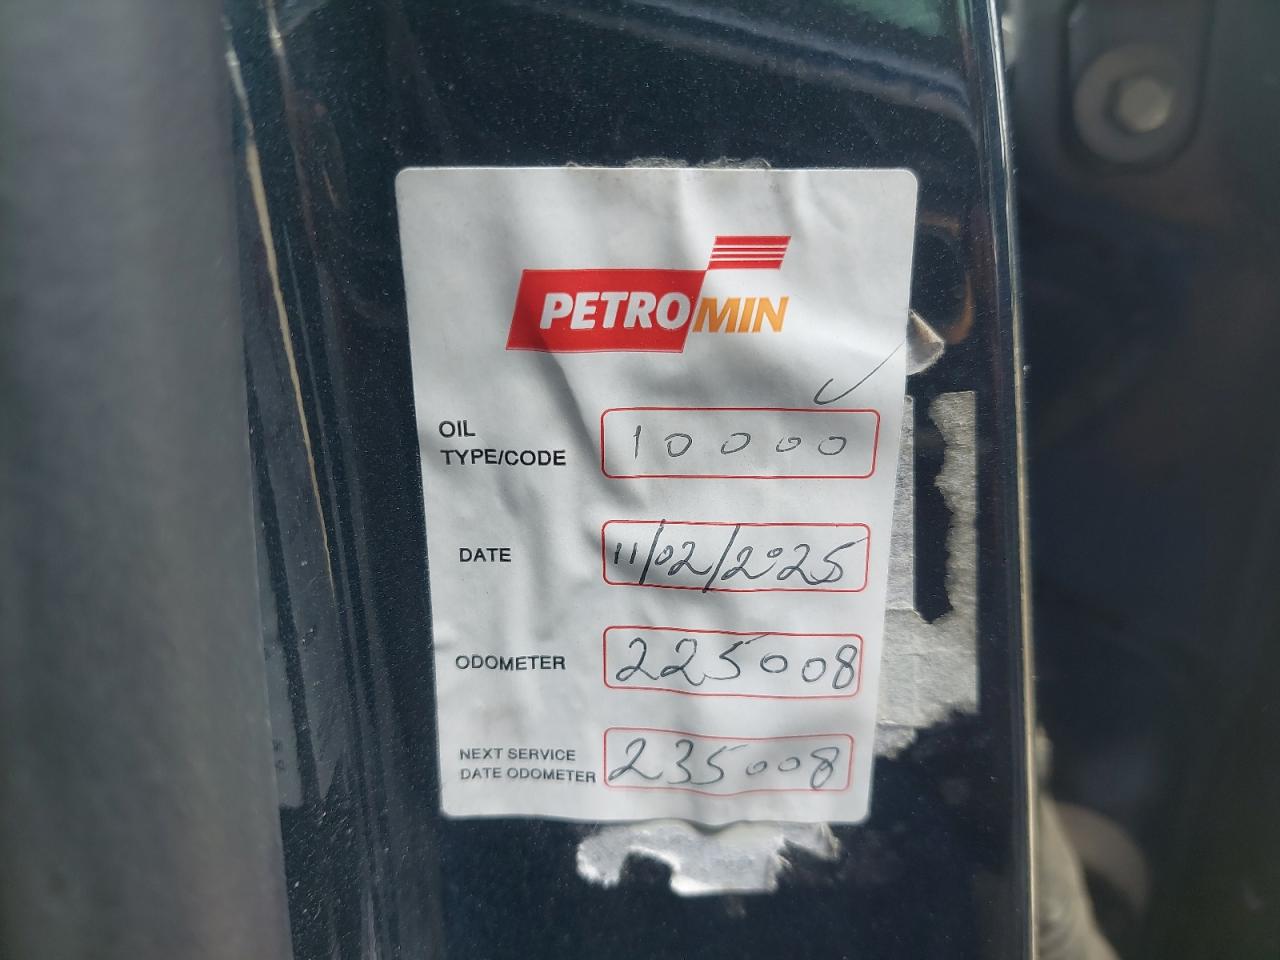 PETROMIN
OIL
TYPE/CODE
10000
DATE
11/02/2025
ODOMETER
225008
NEXT SERVICE
DATE ODOMETER
235008